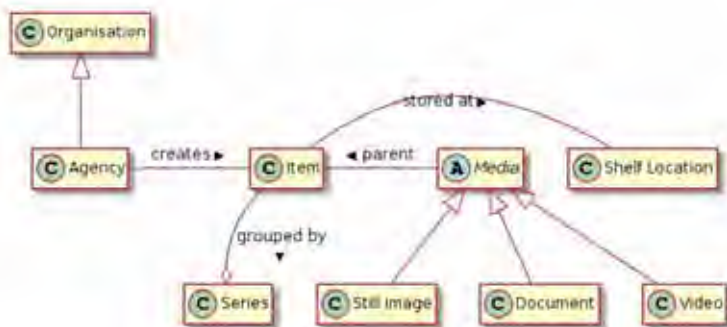 C Organisation
stored at ▶
C Agency
creates ▶
C Item
◀ parent
A Media
C Shelf Location
grouped by
▼
C Series
C Still Image
C Document
C Video